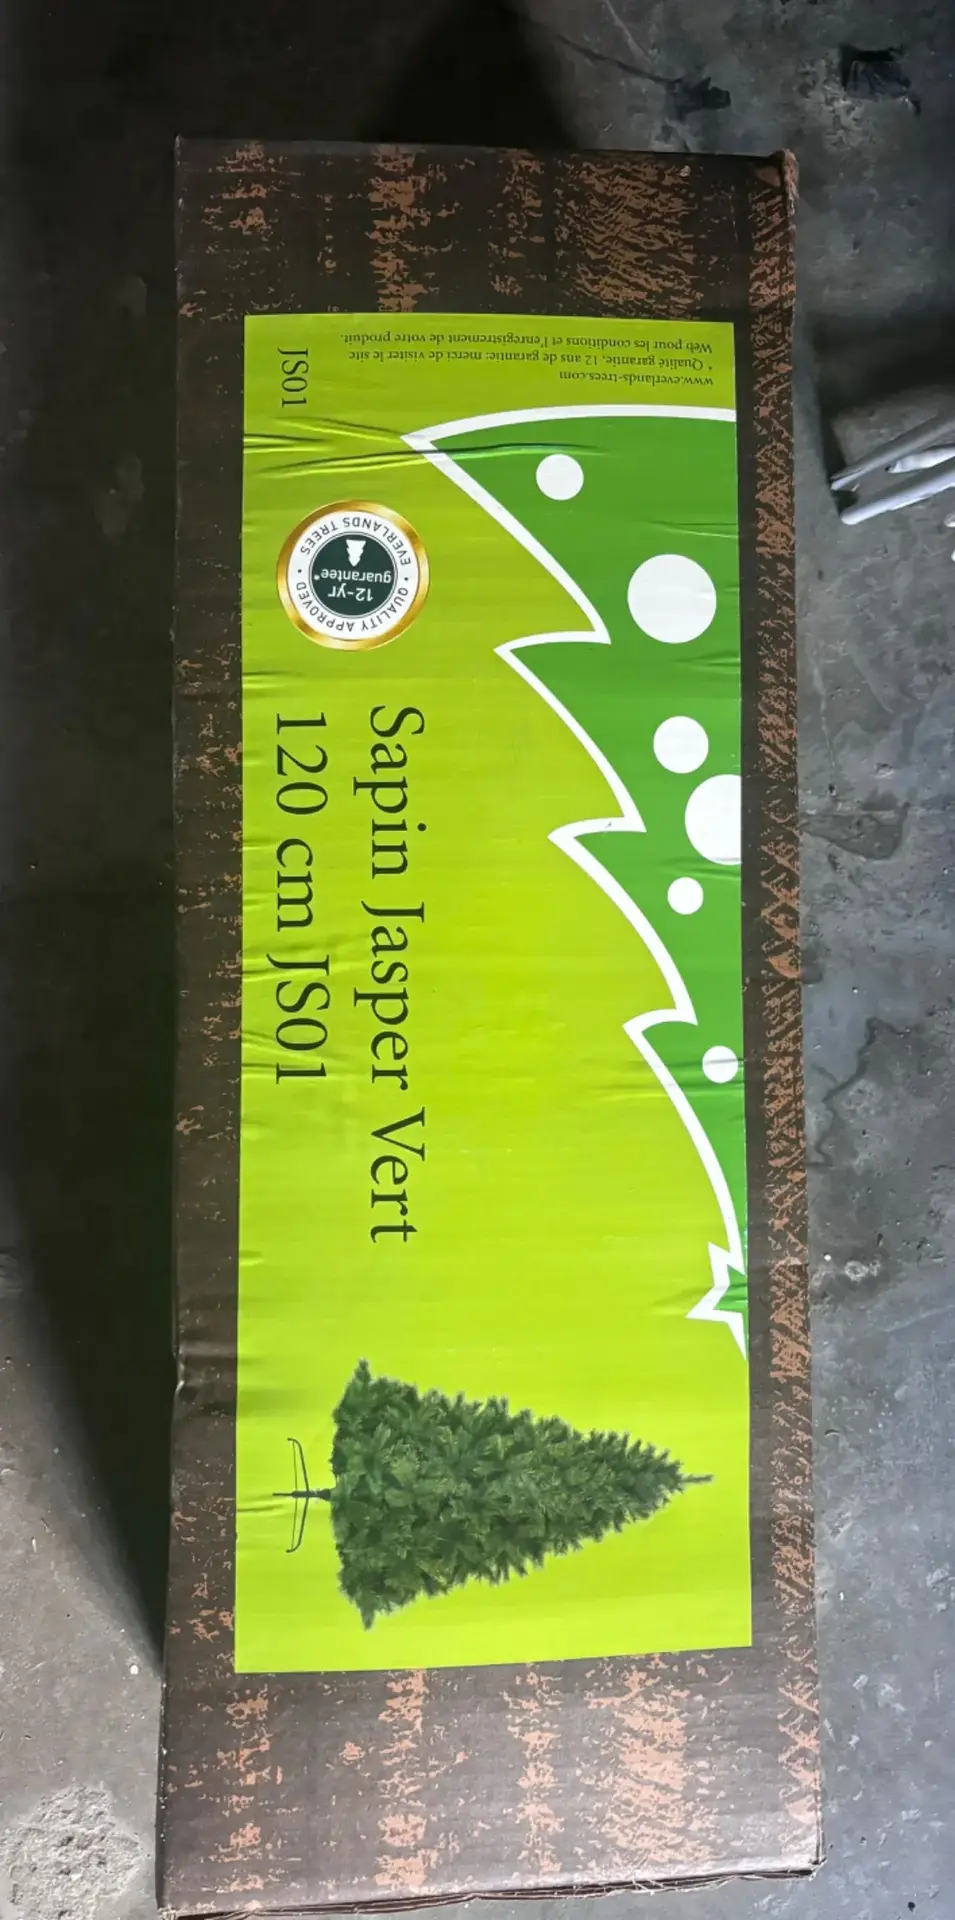 Sapin Jasper Vert
120 cm JS01
JS01
EVERLANDS TREES
QUALITY APPROVED
12-yr
guarantee*
www.everlands-trees.com
* Qualité garantie, 12 ans de garantie: merci de visiter le site
Web pour les conditions et l'enregistrement de votre produit.